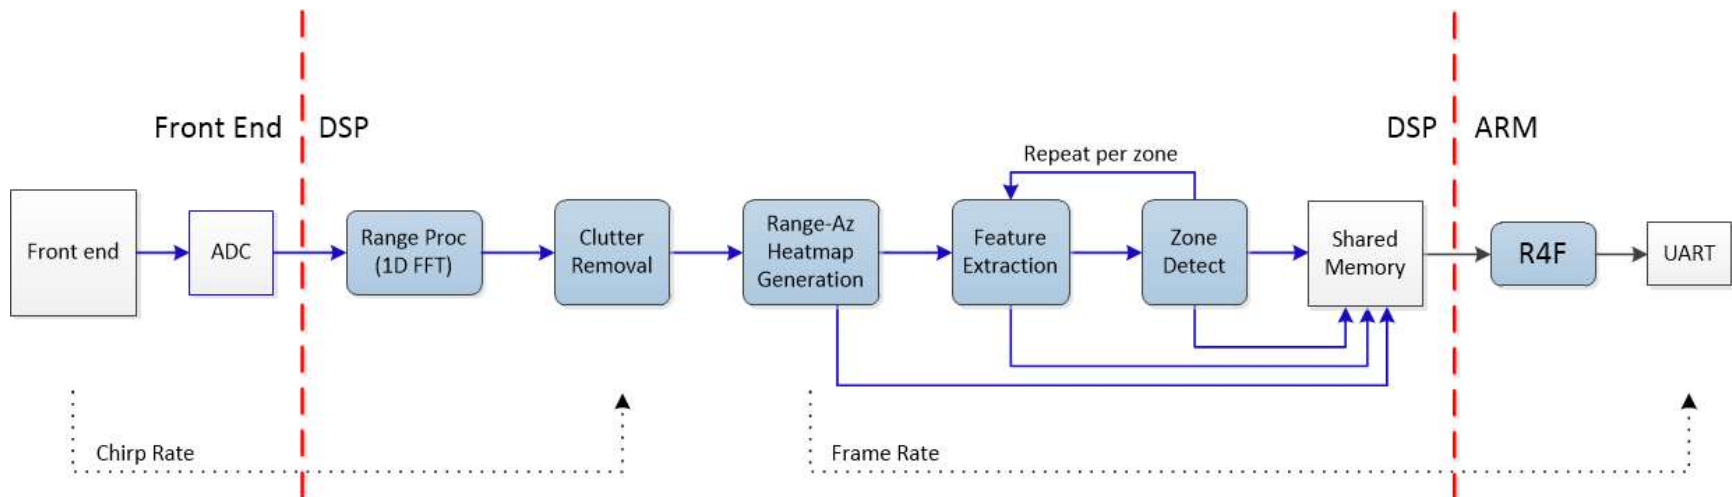 Front End
DSP
DSP
ARM
Repeat per zone
Front end
ADC
Range Proc
(1D FFT)
Clutter
Removal
Range-Az
Heatmap
Generation
Feature
Extraction
Zone
Detect
Shared
Memory
R4F
UART
Chirp Rate
Frame Rate